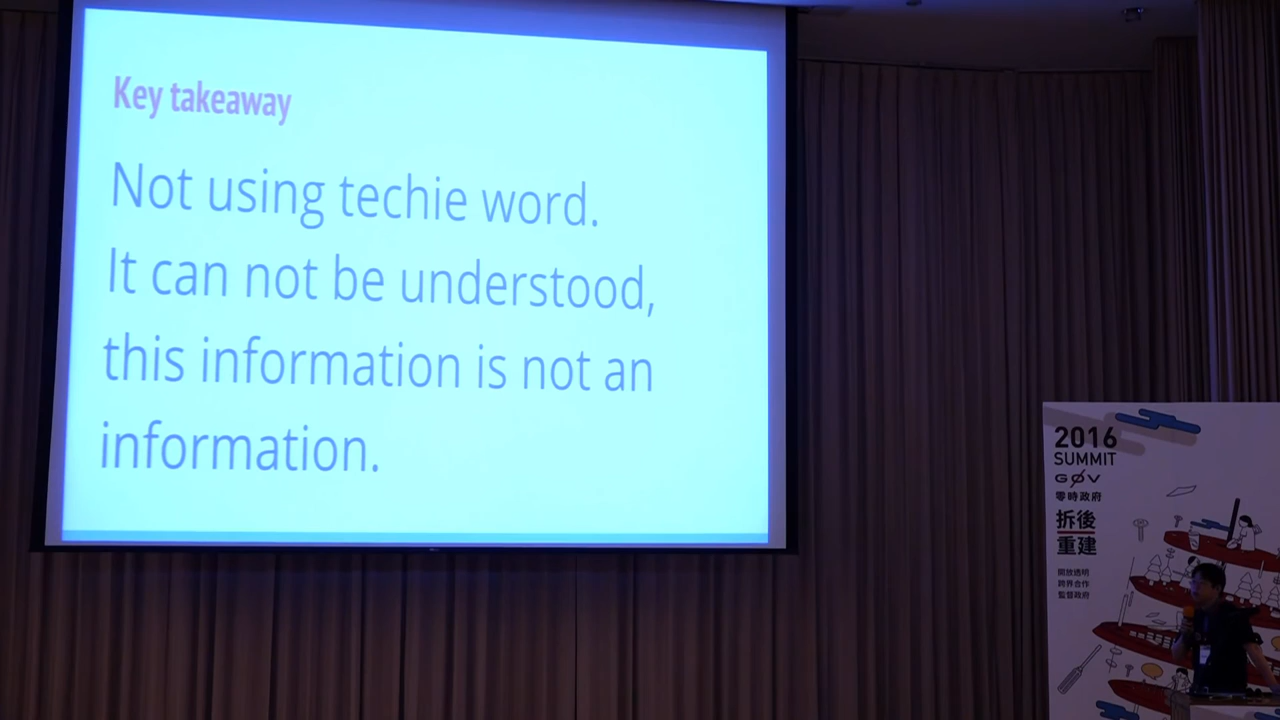 Key takeaway
Not using techie word.
It can not be understood,
this information is not an
information.
2016
SUMMIT
GØV
零時政府
拆後
重建
開放透明
跨界合作
監督政府